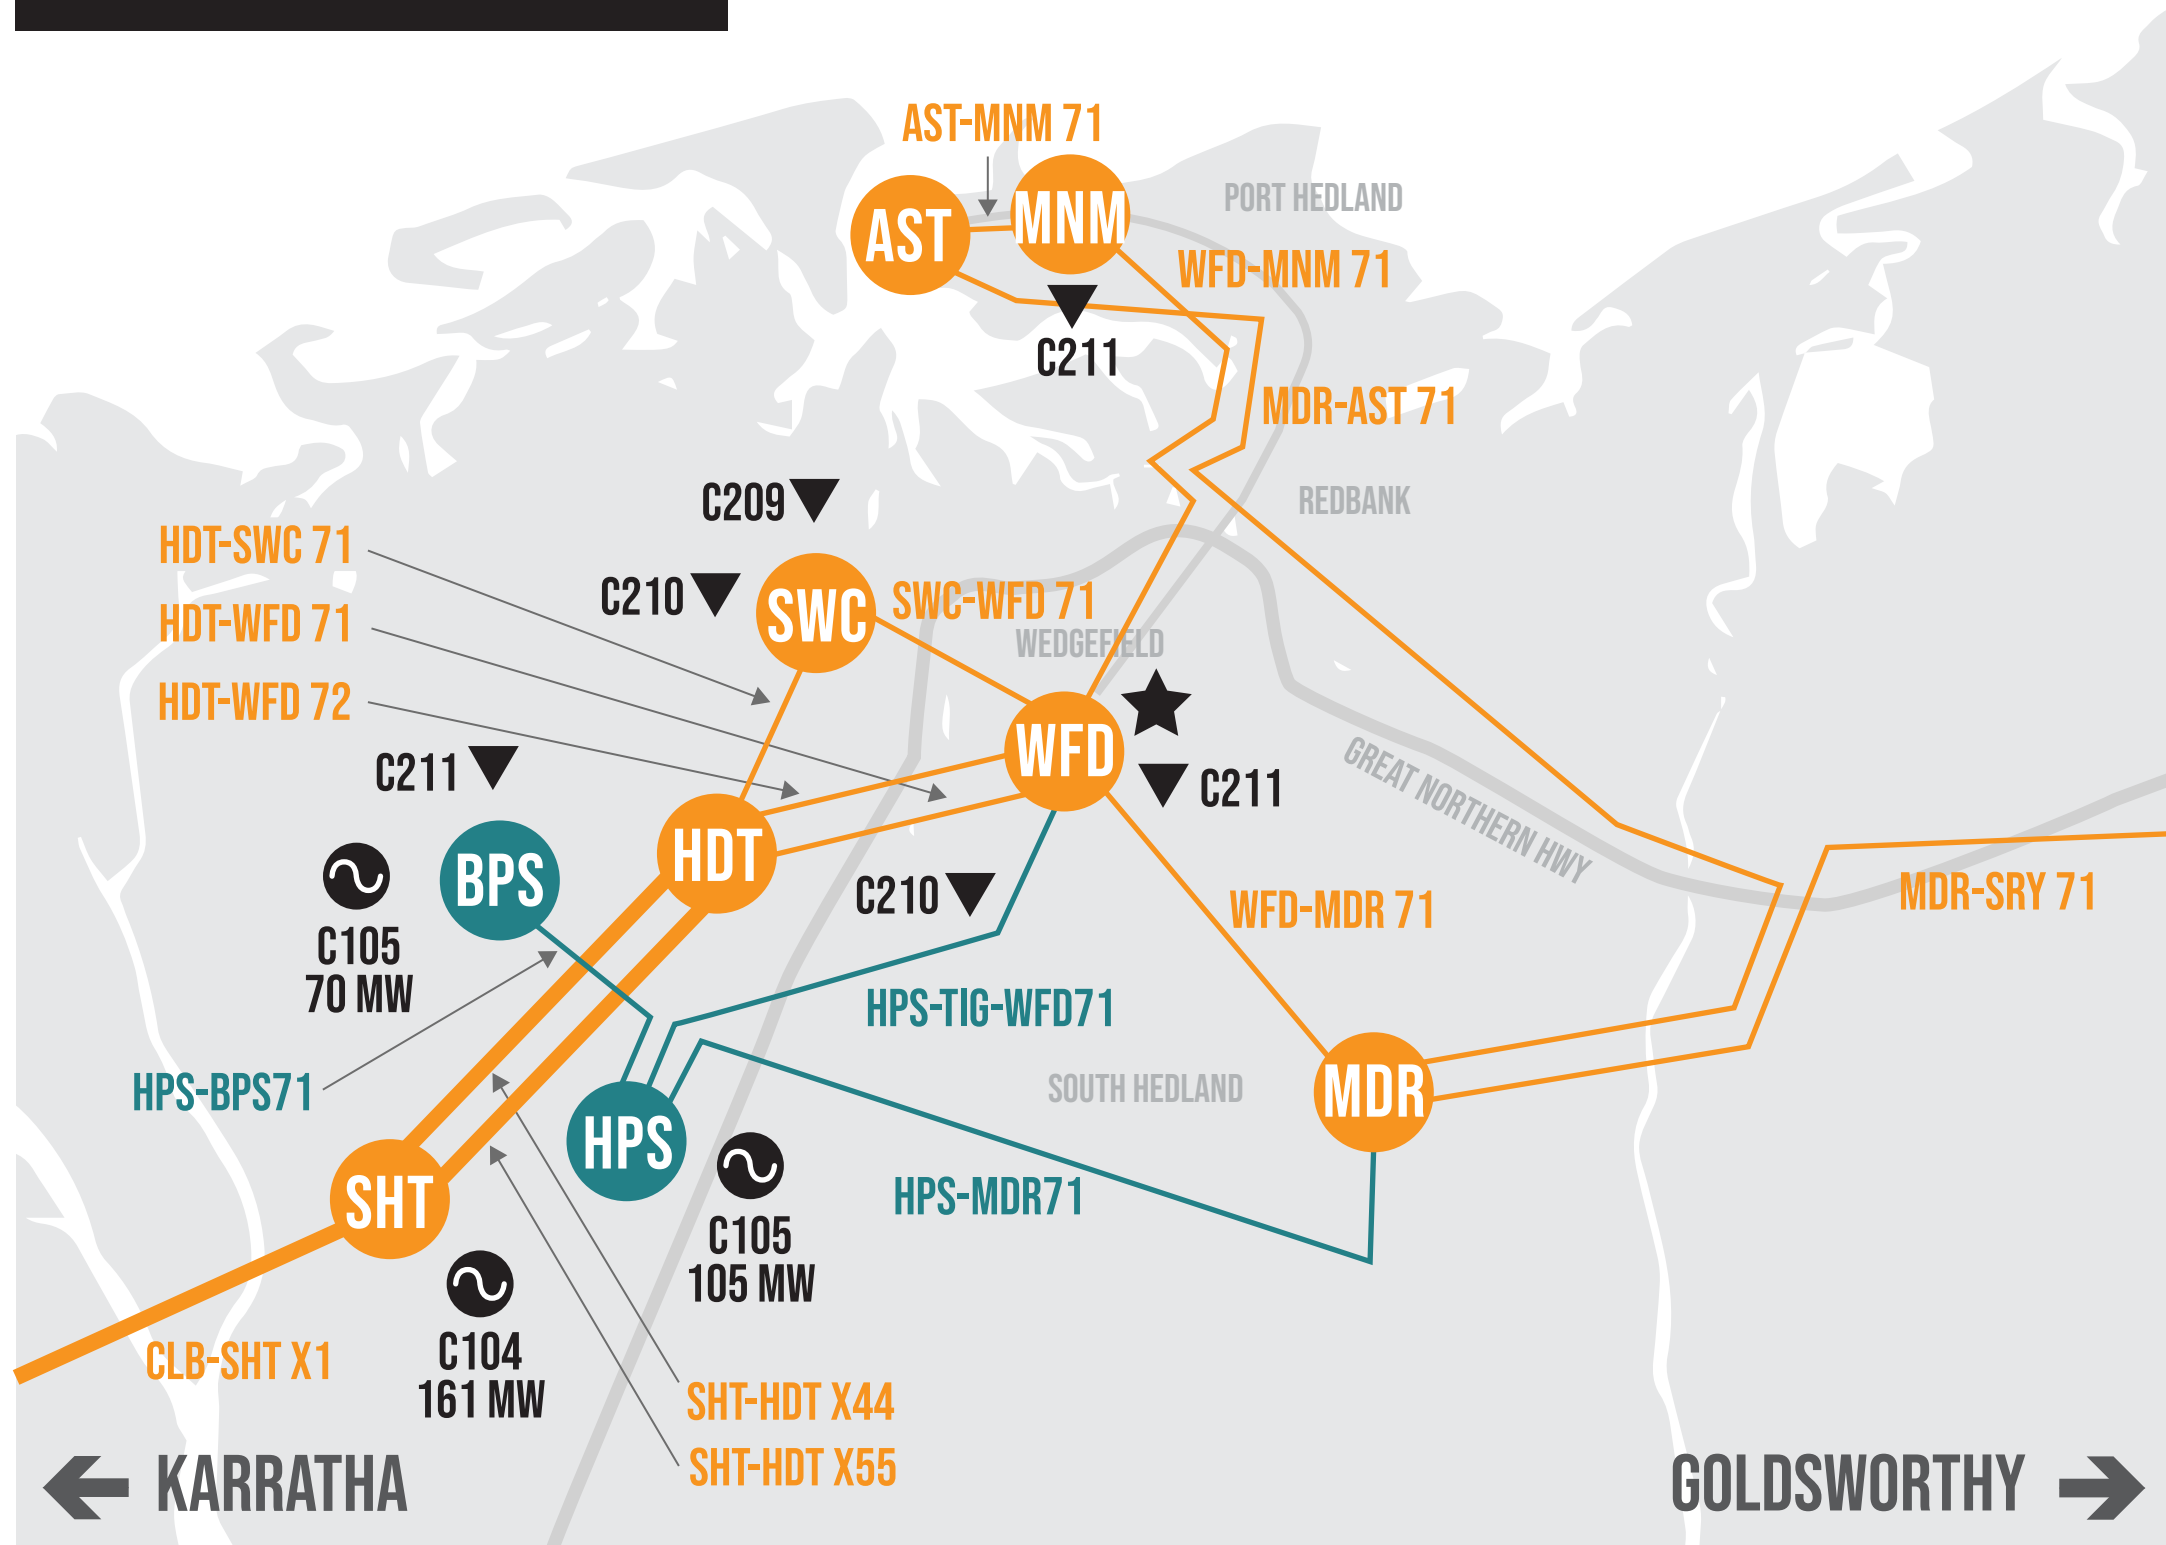 AST-MNM 71
AST
MNM
PORT HEDLAND
WFD-MNM 71
C211
MDR-AST 71
C209
REDBANK
HDT-SWC 71
C210
SWC
SWC-WFD 71
HDT-WFD 71
WEDGEFIELD
HDT-WFD 72
WFD
C211
C211
GREAT NORTHERN HWY
HDT
BPS
C210
WFD-MDR 71
MDR-SRY 71
C105
70 MW
HPS-TIG-WFD71
HPS-BPS71
SOUTH HEDLAND
MDR
HPS
SHT
HPS-MDR71
C105
105 MW
CLB-SHT X1
C104
161 MW
SHT-HDT X44
SHT-HDT X55
KARRATHA
GOLDSWORTHY